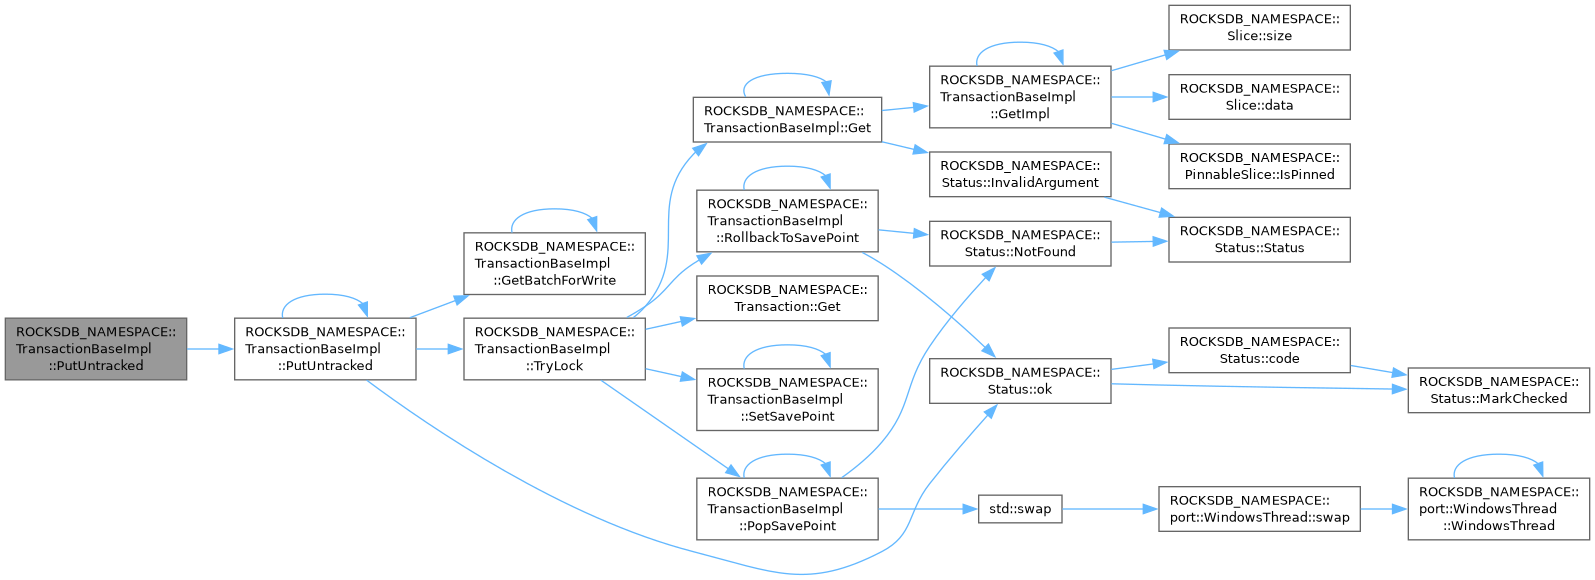 ROCKSDB_NAMESPACE::
TransactionBaseImpl
::PutUntracked
ROCKSDB_NAMESPACE::
TransactionBaseImpl
::PutUntracked
ROCKSDB_NAMESPACE::
TransactionBaseImpl
::GetBatchForWrite
ROCKSDB_NAMESPACE::
TransactionBaseImpl
::TryLock
ROCKSDB_NAMESPACE::
TransactionBaseImpl::Get
ROCKSDB_NAMESPACE::
TransactionBaseImpl
::RollbackToSavePoint
ROCKSDB_NAMESPACE::
Transaction::Get
ROCKSDB_NAMESPACE::
TransactionBaseImpl
::SetSavePoint
ROCKSDB_NAMESPACE::
TransactionBaseImpl
::PopSavePoint
ROCKSDB_NAMESPACE::
TransactionBaseImpl
::GetImpl
ROCKSDB_NAMESPACE::
Status::InvalidArgument
ROCKSDB_NAMESPACE::
Status::NotFound
ROCKSDB_NAMESPACE::
Status::ok
std::swap
ROCKSDB_NAMESPACE::
Slice::size
ROCKSDB_NAMESPACE::
Slice::data
ROCKSDB_NAMESPACE::
PinnableSlice::IsPinned
ROCKSDB_NAMESPACE::
Status::Status
ROCKSDB_NAMESPACE::
Status::code
ROCKSDB_NAMESPACE::
port::WindowsThread::swap
ROCKSDB_NAMESPACE::
Status::MarkChecked
ROCKSDB_NAMESPACE::
port::WindowsThread
::WindowsThread